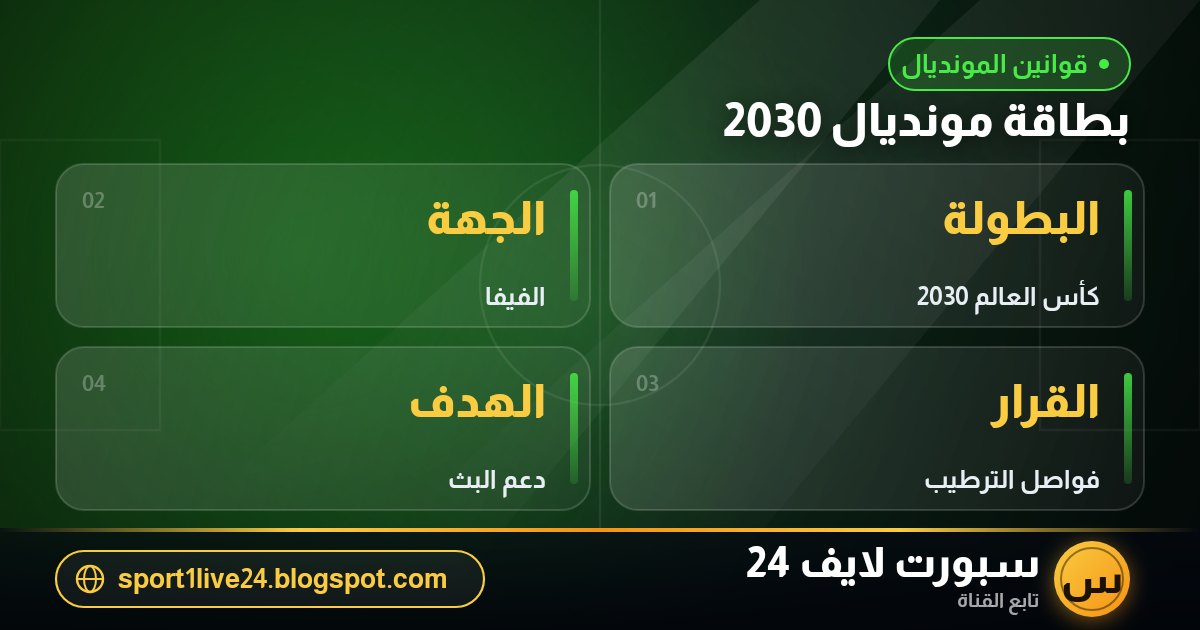 قوانين المونديال
بطاقة مونديال 2030
01
البطولة
كأس العالم 2030
02
الجهة
الفيفا
03
القرار
فواصل الترطيب
04
الهدف
دعم البث
س
سبورت لايف 24
تابع القناة
sport1live24.blogspot.com